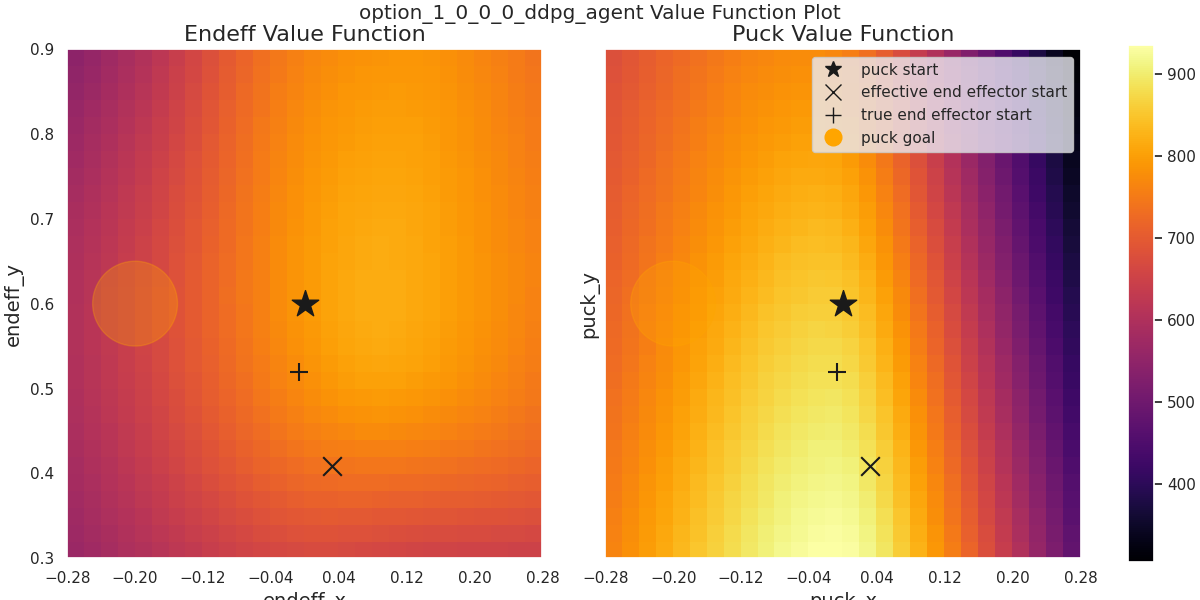 option_1_0_0_0_ddpg_agent Value Function Plot
Endeff Value Function
Puck Value Function
puck start
effective end effector start
true end effector start
puck goal
0.9
0.8
0.7
0.6
0.5
0.4
0.3
endeff_y
−0.28 −0.20 −0.12 −0.04 0.04 0.12 0.20 0.28
endeff_x
puck_y
−0.28 −0.20 −0.12 −0.04 0.04 0.12 0.20 0.28
puck_x
900
800
700
600
500
400